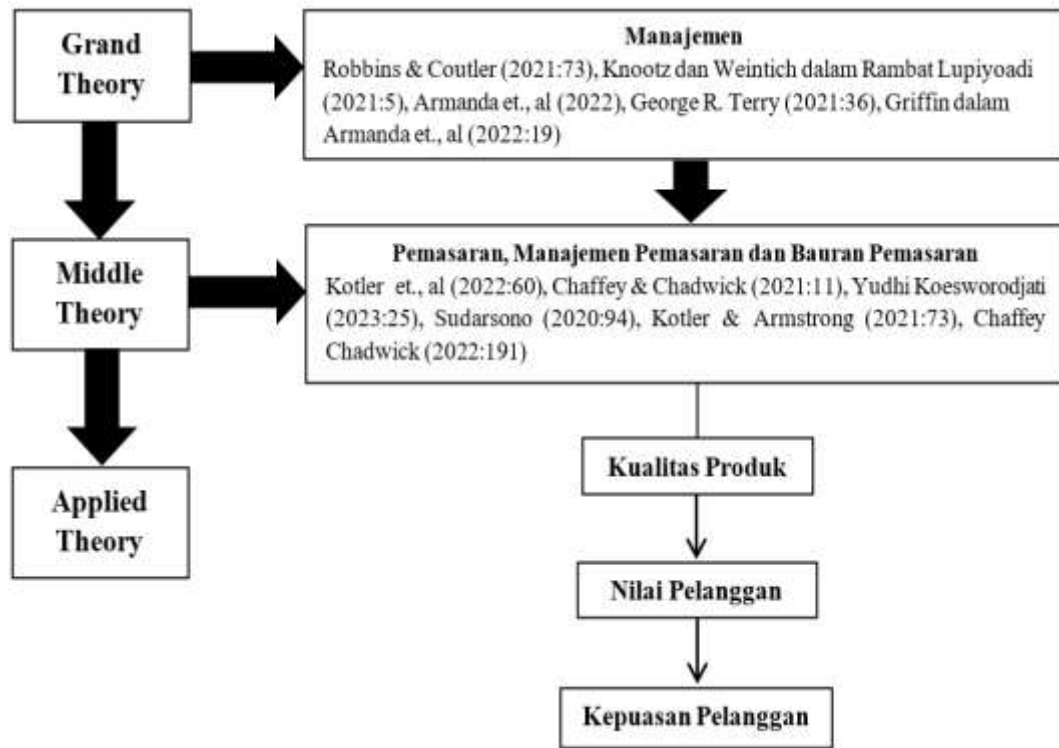 Grand
Theory
Manajemen
Robbins & Coutler (2021:73), Knootz dan Weintich dalam Rambat Lupiyoadi
(2021:5), Armanda et., al (2022), George R. Terry (2021:36), Griffin dalam
Armanda et., al (2022:19)
Middle
Theory
Pemasaran, Manajemen Pemasaran dan Bauran Pemasaran
Kotler et., al (2022:60), Chaffey & Chadwick (2021:11), Yudhi Koesworodjati
(2023:25), Sudarsono (2020:94), Kotler & Armstrong (2021:73), Chaffey
Chadwick (2022:191)
Applied
Theory
Kualitas Produk
Nilai Pelanggan
Kepuasan Pelanggan